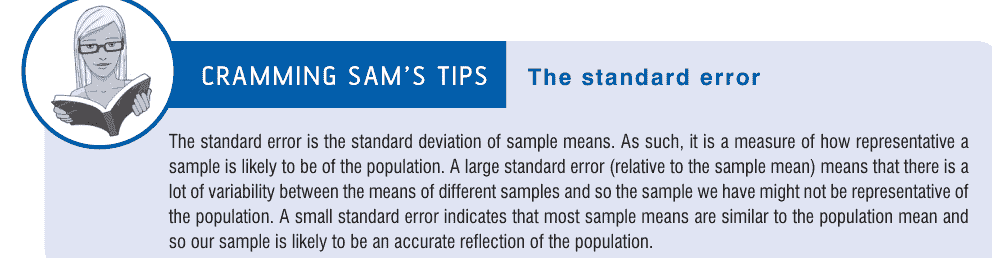 CRAMMING SAM'S TIPS The standard error
The standard error is the standard deviation of sample means. As such, it is a measure of how representative a
sample is likely to be of the population. A large standard error (relative to the sample mean) means that there is a
lot of variability between the means of different samples and so the sample we have might not be representative of
the population. A small standard error indicates that most sample means are similar to the population mean and
so our sample is likely to be an accurate reflection of the population.